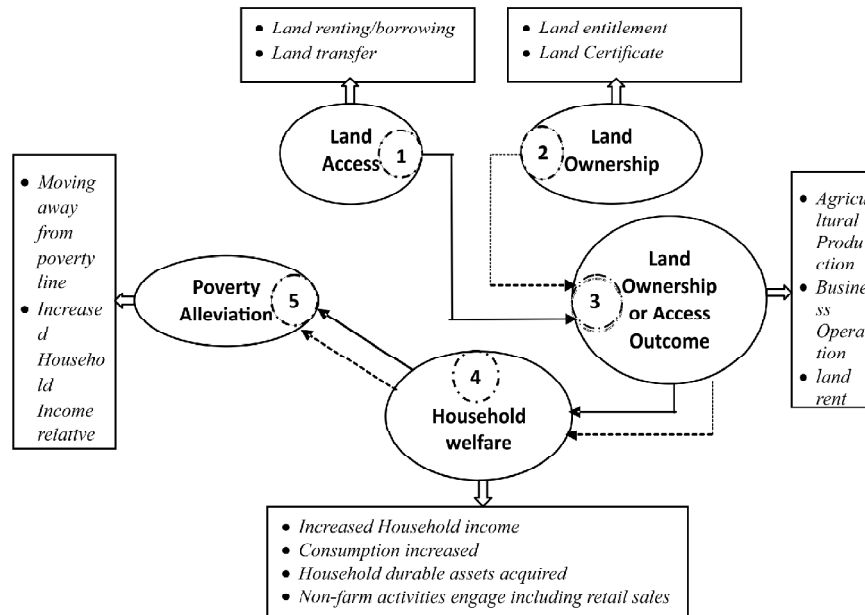 • Land renting/borrowing
• Land transfer
• Land entitlement
• Land Certificate
Land
Access
1
2
Land
Ownership
• Moving
away
from
poverty
line
• Increase
d
Househo
ld
Income
relative
Poverty
Alleviation
5
3
Land
Ownership
or Access
Outcome
• Agricu
ltural
Produ
ction
• Busine
ss
Opera
tion
• land
rent
4
Household
welfare
• Increased Household income
• Consumption increased
• Household durable assets acquired
• Non-farm activities engage including retail sales